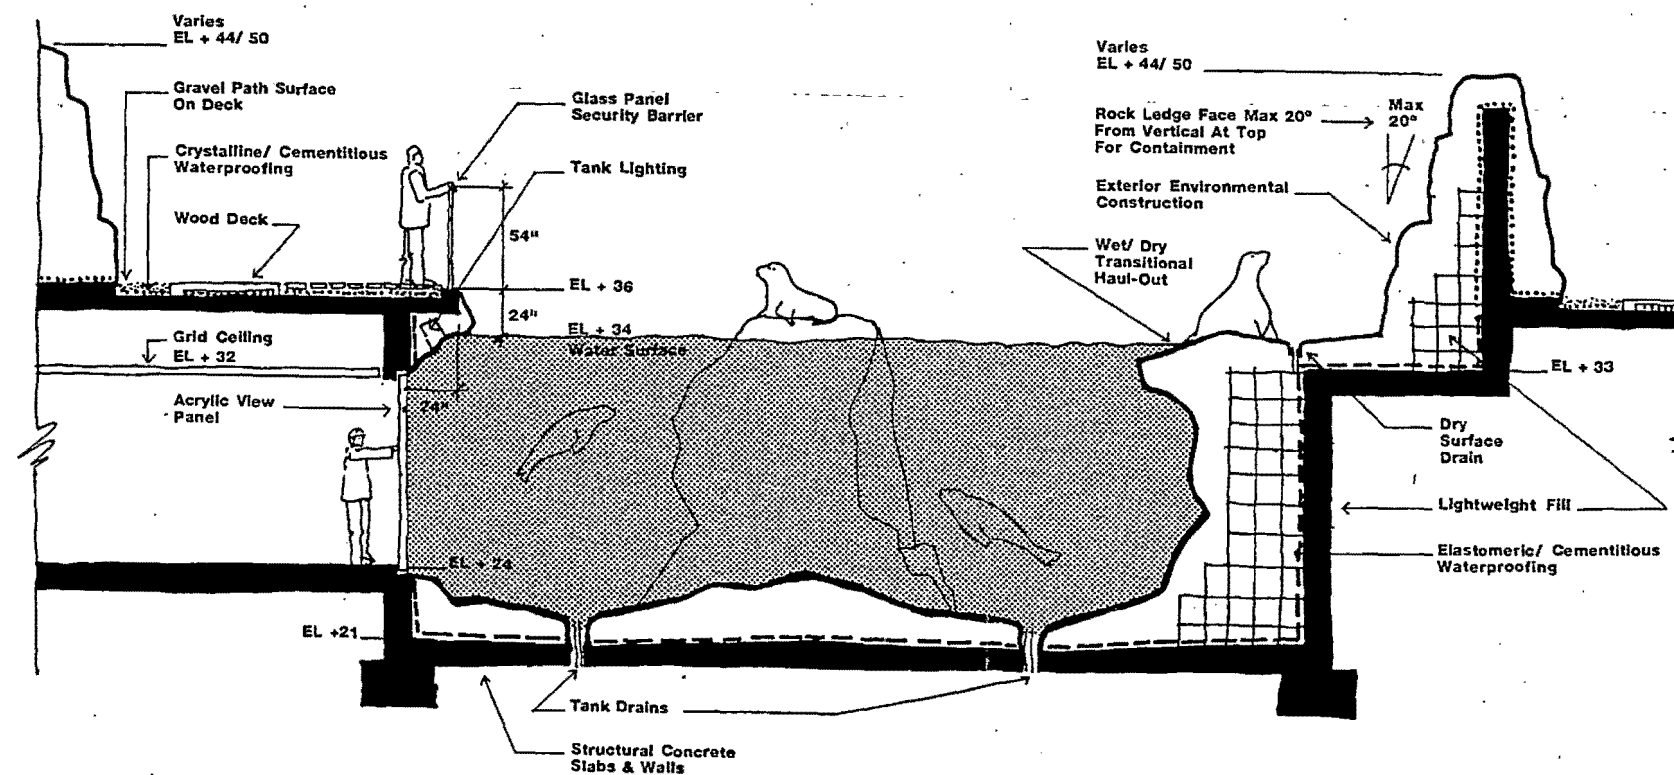 Varies
EL + 44/ 50
Gravel Path Surface
On Deck
Crystalline/ Cementitious
Waterproofing
Wood Deck
Grid Ceiling
EL + 32
Acrylic View
Panel
EL +21
Glass Panel
Security Barrier
Tank Lighting
54"
EL + 36
24"
EL + 34
Water Surface
24"
EL + 24
Tank Drains
Structural Concrete
Slabs & Walls
Varies
EL + 44/ 50
Rock Ledge Face Max 20°
From Vertical At Top
For Containment
Max
20°
Exterior Environmental
Construction
Wet/ Dry
Transitional
Haul-Out
EL + 33
Dry
Surface
Drain
Lightweight Fill
Elastomeric/ Cementitious
Waterproofing